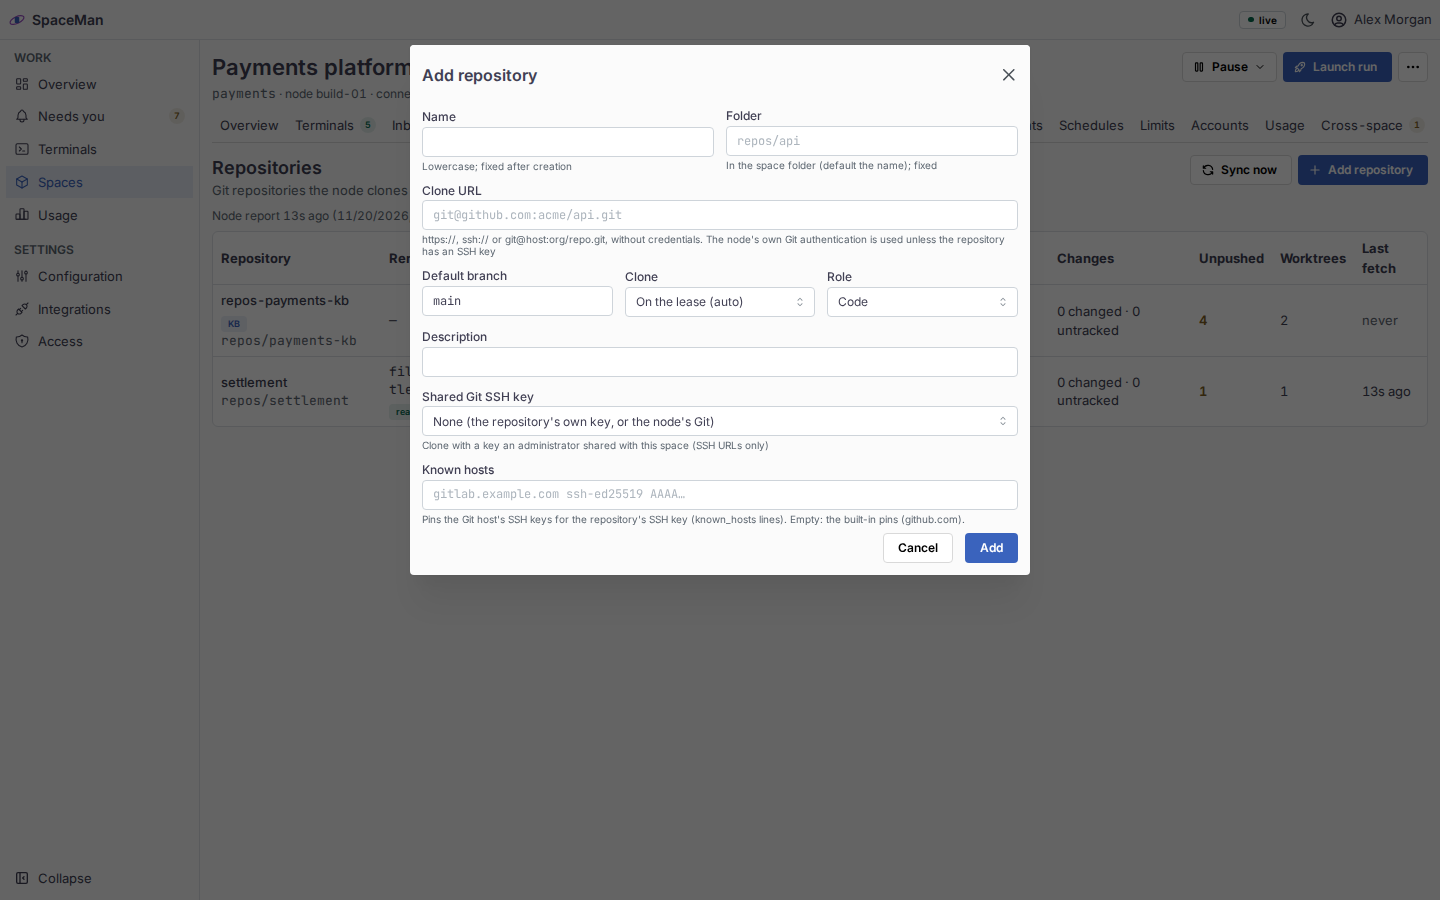 SpaceMan
live
Alex Morgan
WORK
Overview
Needs you
7
Terminals
Spaces
Usage
SETTINGS
Configuration
Integrations
Access
Collapse
Payments platform
payments · node build-01 ·
Pause
Launch run
Overview
Terminals
5
Schedules
Limits
Accounts
Usage
Cross-space
1
Repositories
Git repositories the node clones
Node report 13s ago (11/20/2026
Sync now
Add repository
Repository
Changes
Unpushed
Worktrees
Last
fetch
repos-payments-kb
KB
repos/payments-kb
–
0 changed · 0
untracked
4
2
never
settlement
repos/settlement
0 changed · 0
untracked
1
1
13s ago
Add repository
Name
Lowercase; fixed after creation
Folder
repos/api
In the space folder (default the name); fixed
Clone URL
git@github.com:acme/api.git
https://, ssh:// or git@host:org/repo.git, without credentials. The node's own Git authentication is used unless the repository
has an SSH key
Default branch
main
Clone
On the lease (auto)
Role
Code
Description
Shared Git SSH key
None (the repository's own key, or the node's Git)
Clone with a key an administrator shared with this space (SSH URLs only)
Known hosts
gitlab.example.com ssh-ed25519 AAAA…
Pins the Git host's SSH keys for the repository's SSH key (known_hosts lines). Empty: the built-in pins (github.com).
Cancel
Add